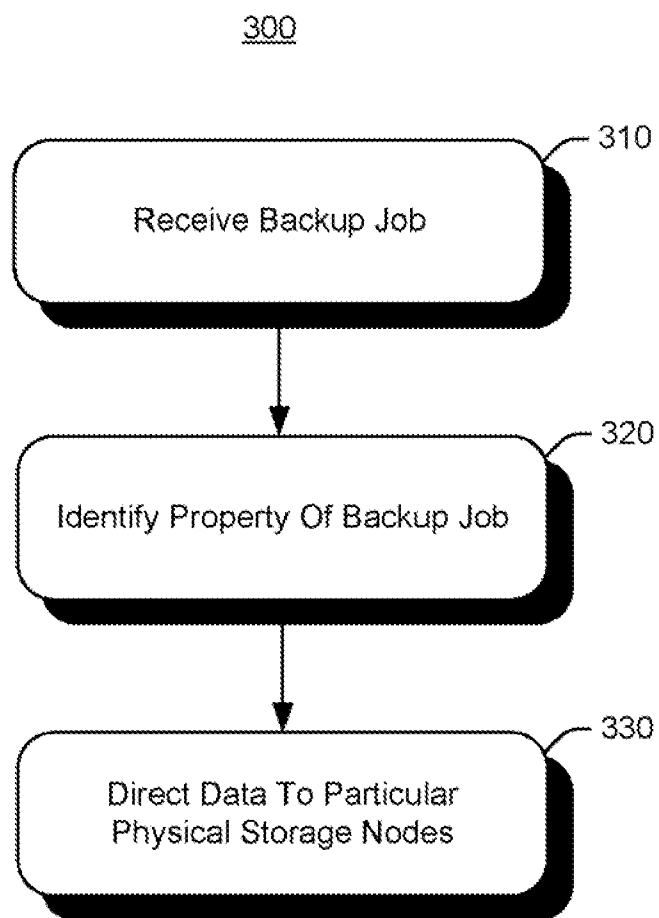 300
310
Receive Backup Job
320
Identify Property Of Backup Job
330
Direct Data To Particular
Physical Storage Nodes